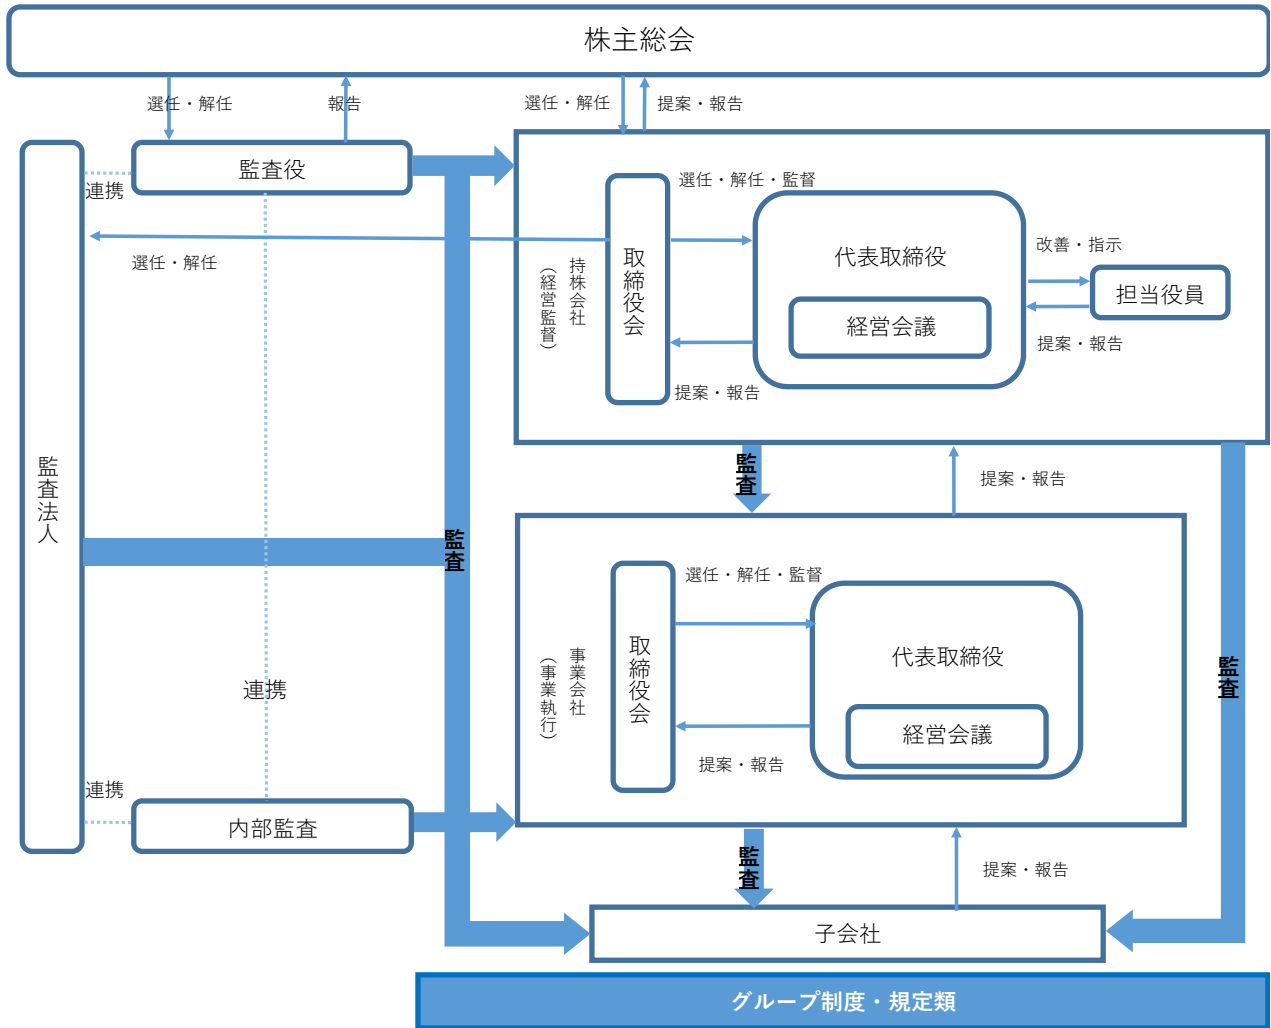 株主総会
選任・解任
報告
選任・解任
提案・報告
監査役
連携
選任・解任
監査法人
持株会社
（経営監督）
取締役会
選任・解任・監督
代表取締役
経営会議
改善・指示
担当役員
提案・報告
提案・報告
監査
提案・報告
監査
事業会社
（事業執行）
取締役会
選任・解任・監督
代表取締役
経営会議
提案・報告
監査
連携
連携
内部監査
監査
提案・報告
子会社
グループ制度・規定類